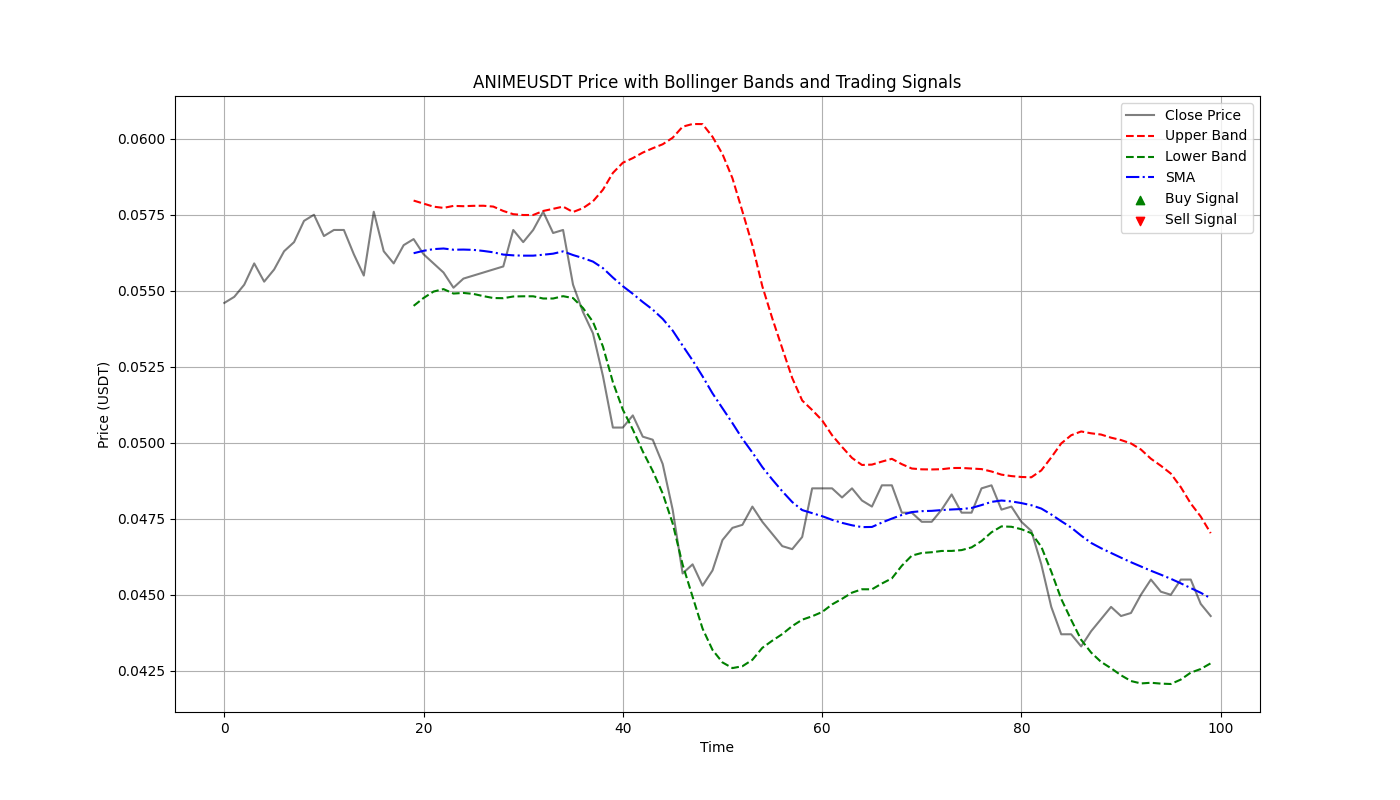 ANIMEUSDT Price with Bollinger Bands and Trading Signals
Close Price
Upper Band
Lower Band
SMA
Buy Signal
Sell Signal
Price (USDT)
0.0600
0.0575
0.0550
0.0525
0.0500
0.0475
0.0450
0.0425
0 20 40 60 80 100
Time